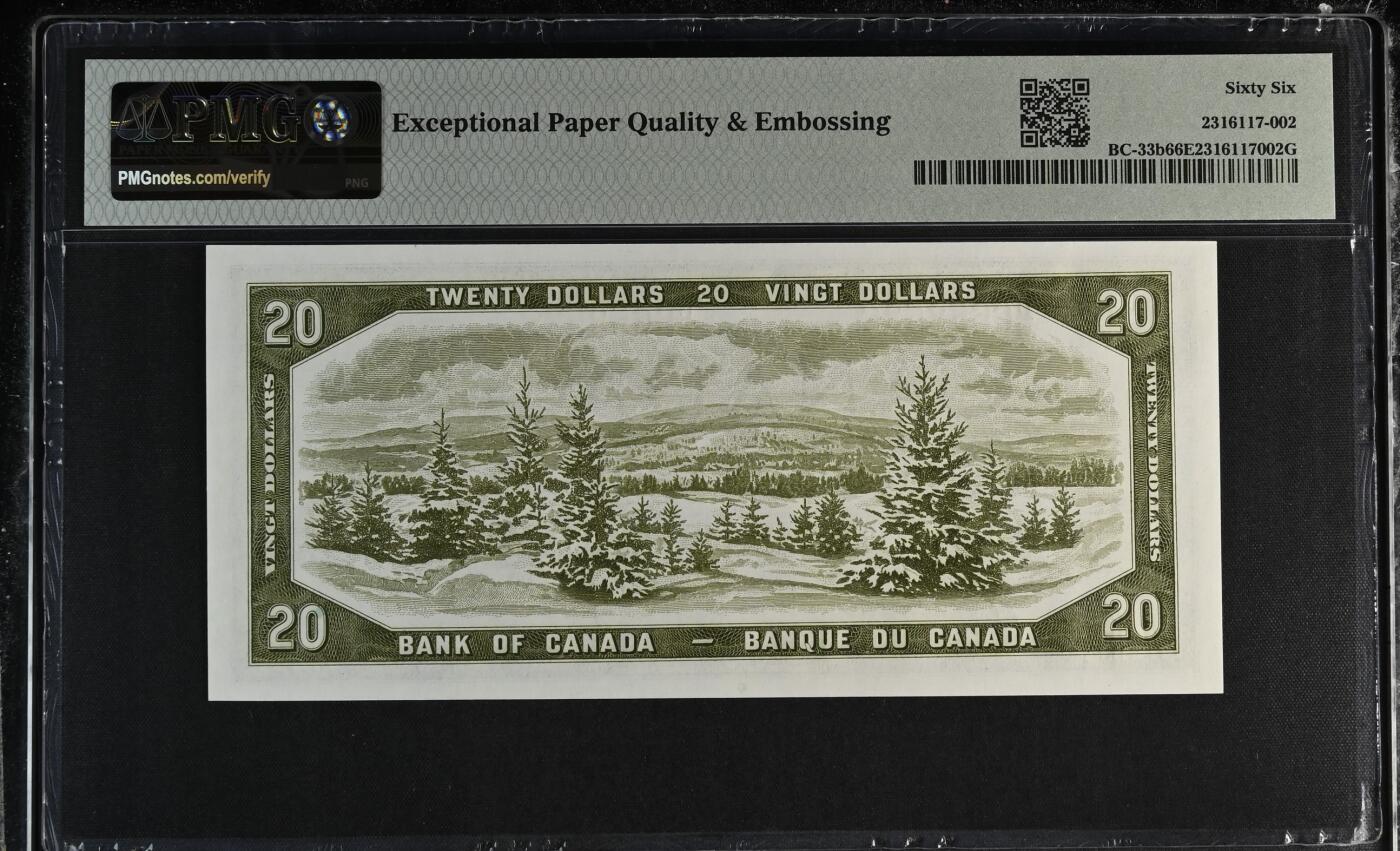 PMG
PMGnotes.com/verify
PNG
Exceptional Paper Quality & Embossing
Sixty Six
2316117-002
BC-33b66E2316117002G
TWENTY DOLLARS 20 VINGT DOLLARS
20
20
VINGT DOLLARS
TWENTY DOLLARS
20
20
BANK OF CANADA — BANQUE DU CANADA